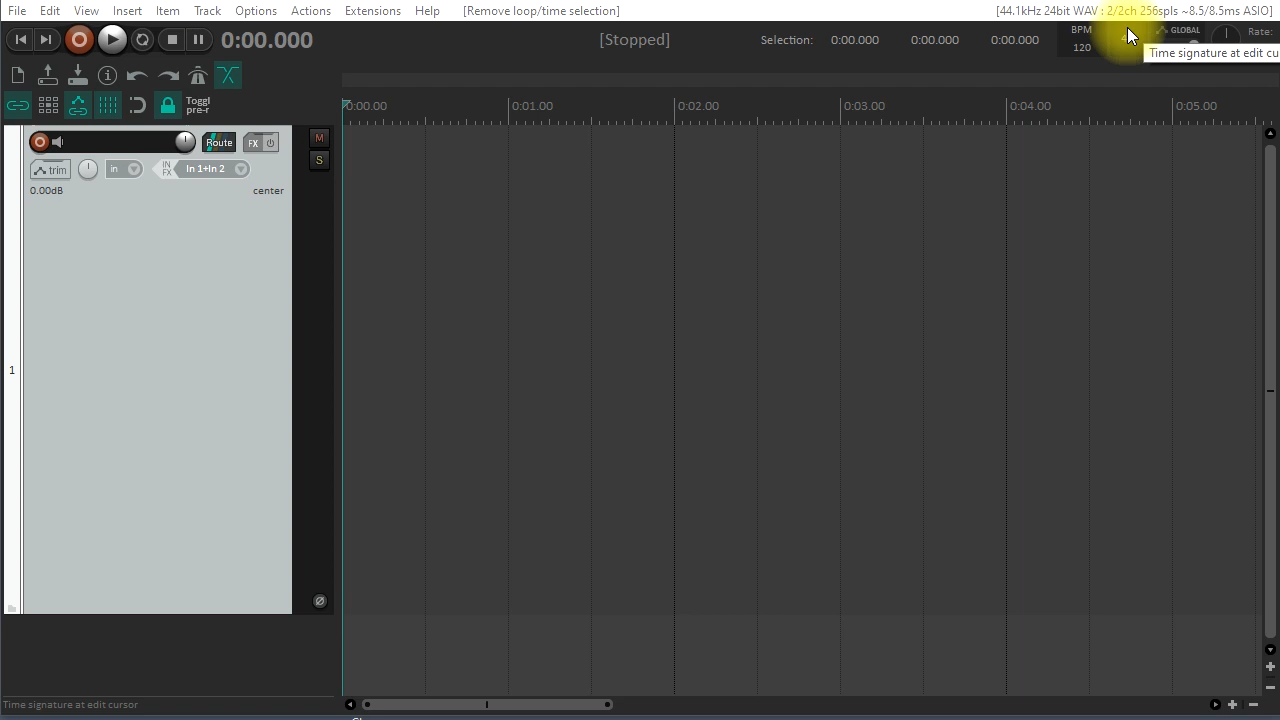 File Edit View Insert Item Track Options Actions Extensions Help [Remove loop/time selection] [44.1kHz 24bit WAV : 2/2ch 256spls ~8.5/8.5ms ASIO]
0:00.000 [Stopped] Selection: 0:00.000 0:00.000 0:00.000 BPM 120 GLOBAL Rate:
Time signature at edit cu
Toggl
pre-r
0:00.00 0:01.00 0:02.00 0:03.00 0:04.00 0:05.00
Route FX M
trim in IN FX In 1+In 2 S
0.00dB center
1
Time signature at edit cursor